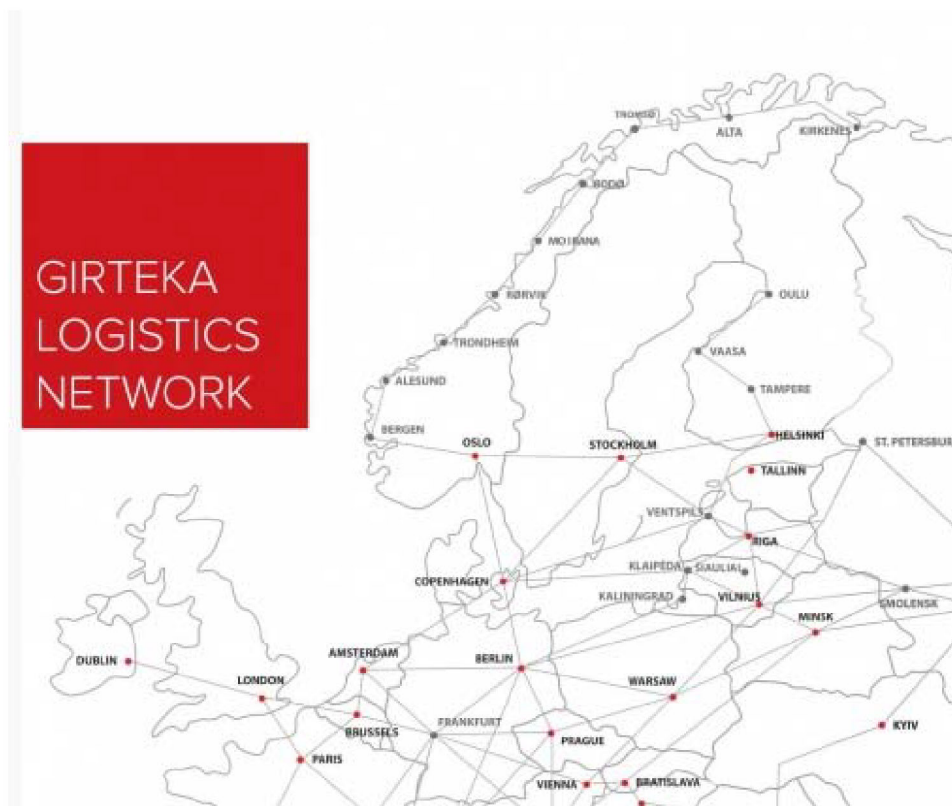 GIRTEKA
LOGISTICS
NETWORK
TROMSØ
ALTA
KIRKENES
BODØ
MO I RANA
RØRVIK
OULU
TRONDHEIM
VAASA
ALESUND
TAMPERE
BERGEN
OSLO
STOCKHOLM
HELSINKI
ST. PETERSBUR
TALLINN
VENTSPILS
RIGA
KLAIPĖDA
ŠIAULIAI
COPENHAGEN
KALININGRAD
VILNIUS
SMOLENSK
MINSK
DUBLIN
AMSTERDAM
BERLIN
LONDON
WARSAW
BRUSSELS
FRANKFURT
KYIV
PARIS
PRAGUE
VIENNA
BRATISLAVA